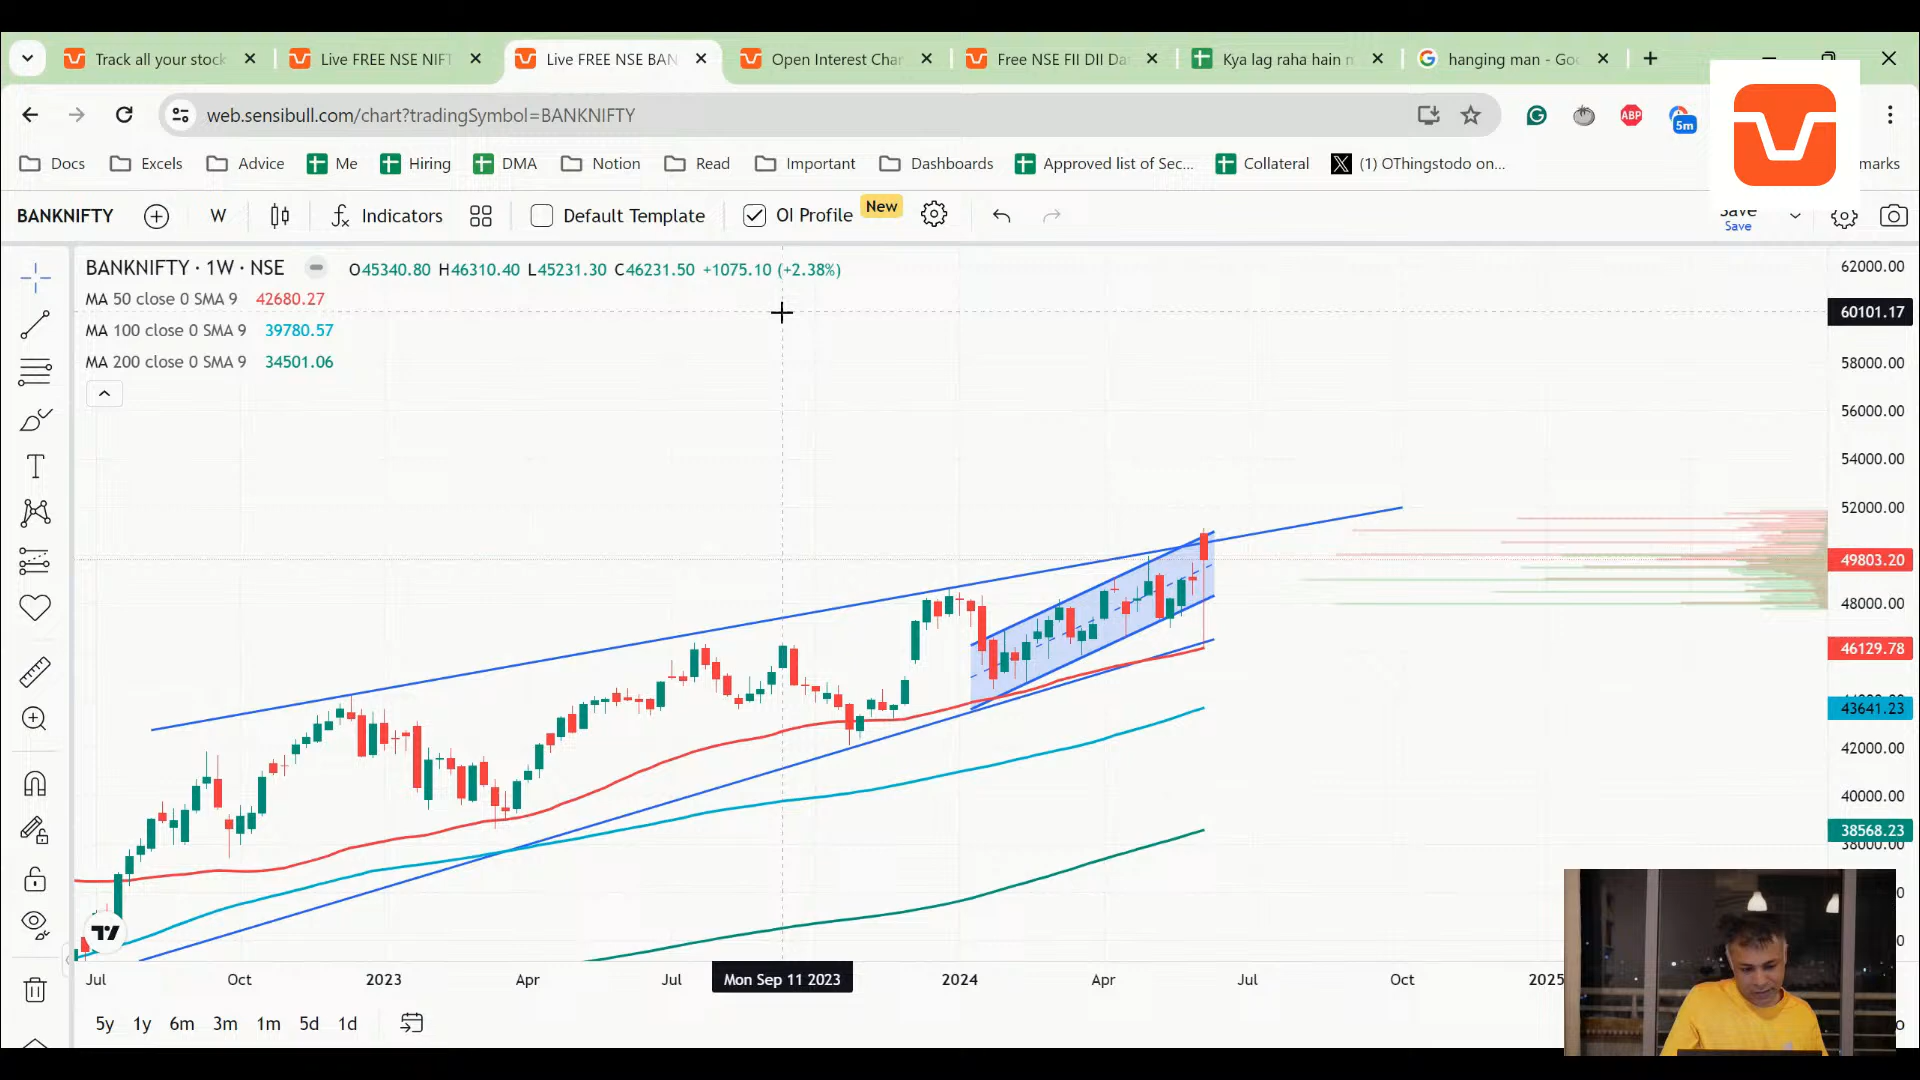 Track all your stock
Live FREE NSE NIFT
Live FREE NSE BAN
Open Interest Char
Free NSE FII DII Da
Kya lag raha hain n
hanging man - Goo
web.sensibull.com/chart?tradingSymbol=BANKNIFTY
ABP
5m
Docs
Excels
Advice
Me
Hiring
DMA
Notion
Read
Important
Dashboards
Approved list of Sec...
Collateral
(1) OThingstodo on...
marks
BANKNIFTY
W
Indicators
Default Template
OI Profile
New
Save
Save
BANKNIFTY · 1W · NSE
O45340.80 H46310.40 L45231.30 C46231.50 +1075.10 (+2.38%)
MA 50 close 0 SMA 9 42680.27
MA 100 close 0 SMA 9 39780.57
MA 200 close 0 SMA 9 34501.06
62000.00
60101.17
58000.00
56000.00
54000.00
52000.00
49803.20
48000.00
46129.78
43641.23
42000.00
40000.00
38568.23
38000.00
Jul
Oct
2023
Apr
Jul
Mon Sep 11 2023
2024
Apr
Jul
Oct
2025
5y 1y 6m 3m 1m 5d 1d